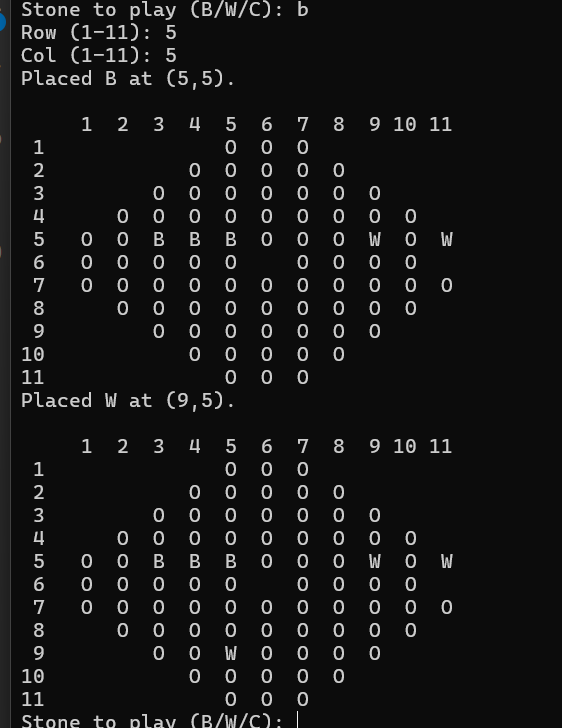 Stone to play (B/W/C): b
Row (1-11): 5
Col (1-11): 5
Placed B at (5,5).

      1  2  3  4  5  6  7  8  9 10 11
  1               O  O  O
  2            O  O  O  O  O
  3         O  O  O  O  O  O  O
  4      O  O  O  O  O  O  O  O  O
  5   O  O  B  B  B  O  O  O  W  O  W
  6   O  O  O  O  O     O  O  O  O
  7   O  O  O  O  O  O  O  O  O  O  O
  8      O  O  O  O  O  O  O  O  O
  9         O  O  O  O  O  O  O
 10            O  O  O  O  O
 11               O  O  O
Placed W at (9,5).

      1  2  3  4  5  6  7  8  9 10 11
  1               O  O  O
  2            O  O  O  O  O
  3         O  O  O  O  O  O  O
  4      O  O  O  O  O  O  O  O  O
  5   O  O  B  B  B  O  O  O  W  O  W
  6   O  O  O  O  O     O  O  O  O
  7   O  O  O  O  O  O  O  O  O  O  O
  8      O  O  O  O  O  O  O  O  O
  9         O  O  W  O  O  O  O
 10            O  O  O  O  O
 11               O  O  O
Stone to play (B/W/C):